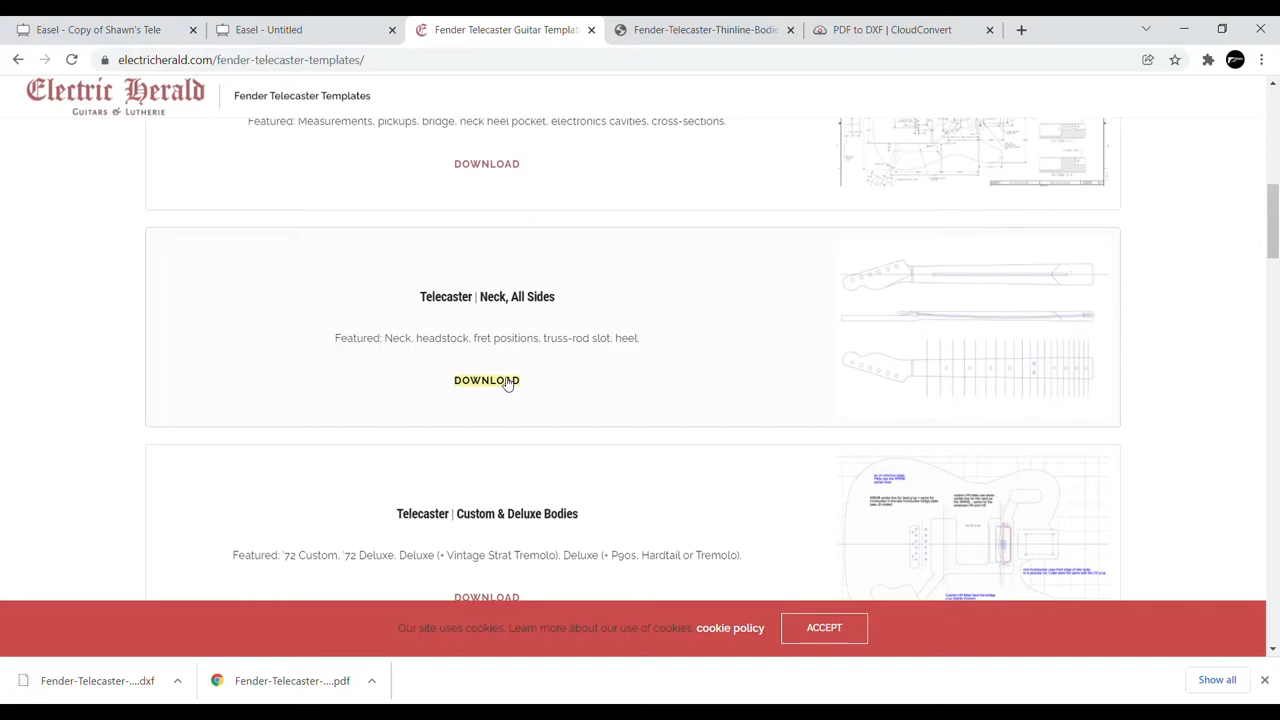 Easel - Copy of Shawn's Tele
Easel - Untitled
Fender Telecaster Guitar Templat
Fender-Telecaster-Thinline-Bodie
PDF to DXF | CloudConvert
electricherald.com/fender-telecaster-templates/
Electric Herald
GUITARS & LUTHERIE
Fender Telecaster Templates
Featured: Measurements, pickups, bridge, neck heel pocket, electronics cavities, cross-sections.
DOWNLOAD
Telecaster | Neck, All Sides
Featured: Neck, headstock, fret positions, truss-rod slot, heel.
DOWNLOAD
Telecaster | Custom & Deluxe Bodies
Featured: '72 Custom, '72 Deluxe, Deluxe (+ Vintage Strat Tremolo), Deluxe (+ P90s, Hardtail or Tremolo).
DOWNLOAD
Our site uses cookies. Learn more about our use of cookies: cookie policy
ACCEPT
Fender-Telecaster-....dxf
Fender-Telecaster-....pdf
Show all